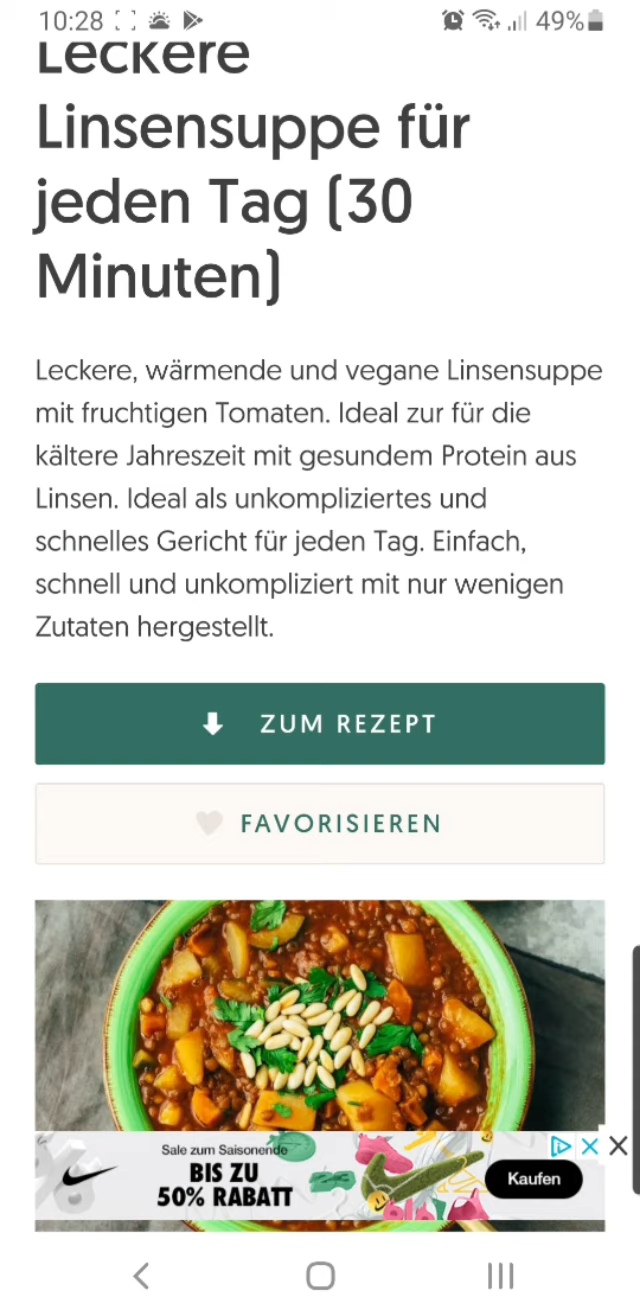 10:28
49%
Leckere
Linsensuppe für
jeden Tag (30
Minuten)
Leckere, wärmende und vegane Linsensuppe
mit fruchtigen Tomaten. Ideal zur für die
kältere Jahreszeit mit gesundem Protein aus
Linsen. Ideal als unkompliziertes und
schnelles Gericht für jeden Tag. Einfach,
schnell und unkompliziert mit nur wenigen
Zutaten hergestellt.
ZUM REZEPT
FAVORISIEREN
Sale zum Saisonende
BIS ZU
50% RABATT
Kaufen